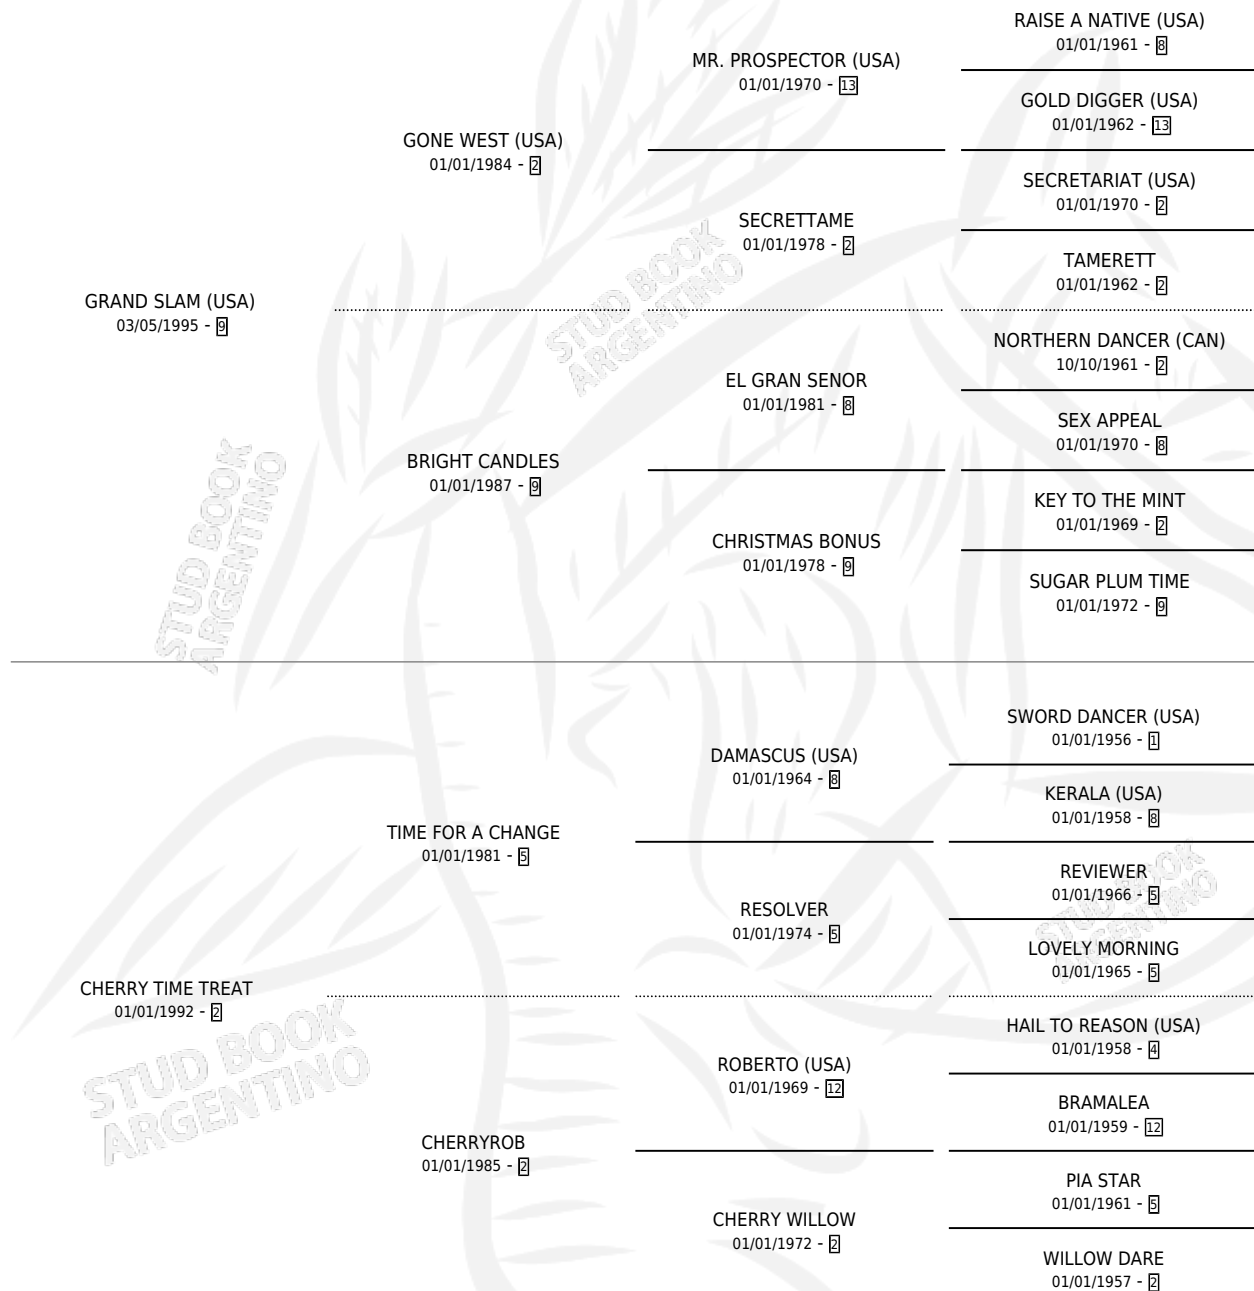 RAISE A NATIVE (USA)
01/01/1961 - 8
MR. PROSPECTOR (USA)
01/01/1970 - 13
GOLD DIGGER (USA)
01/01/1962 - 13
GONE WEST (USA)
01/01/1984 - 2
SECRETARIAT (USA)
01/01/1970 - 2
SECRETTAME
01/01/1978 - 2
TAMERETT
01/01/1962 - 2
GRAND SLAM (USA)
03/05/1995 - 9
NORTHERN DANCER (CAN)
10/10/1961 - 2
EL GRAN SENOR
01/01/1981 - 8
SEX APPEAL
01/01/1970 - 8
BRIGHT CANDLES
01/01/1987 - 9
KEY TO THE MINT
01/01/1969 - 2
CHRISTMAS BONUS
01/01/1978 - 9
SUGAR PLUM TIME
01/01/1972 - 9
STUD BOOK
ARGENTINO
STUD BOOK
ARGENTINO
SWORD DANCER (USA)
01/01/1956 - 1
DAMASCUS (USA)
01/01/1964 - 8
KERALA (USA)
01/01/1958 - 8
TIME FOR A CHANGE
01/01/1981 - 5
REVIEWER
01/01/1966 - 5
RESOLVER
01/01/1974 - 5
LOVELY MORNING
01/01/1965 - 5
CHERRY TIME TREAT
01/01/1992 - 2
HAIL TO REASON (USA)
01/01/1958 - 4
ROBERTO (USA)
01/01/1969 - 12
BRAMALEA
01/01/1959 - 12
CHERRYROB
01/01/1985 - 2
PIA STAR
01/01/1961 - 5
CHERRY WILLOW
01/01/1972 - 2
WILLOW DARE
01/01/1957 - 2
STUD BOOK
ARGENTINO
STUD BOOK
ARGENTINO